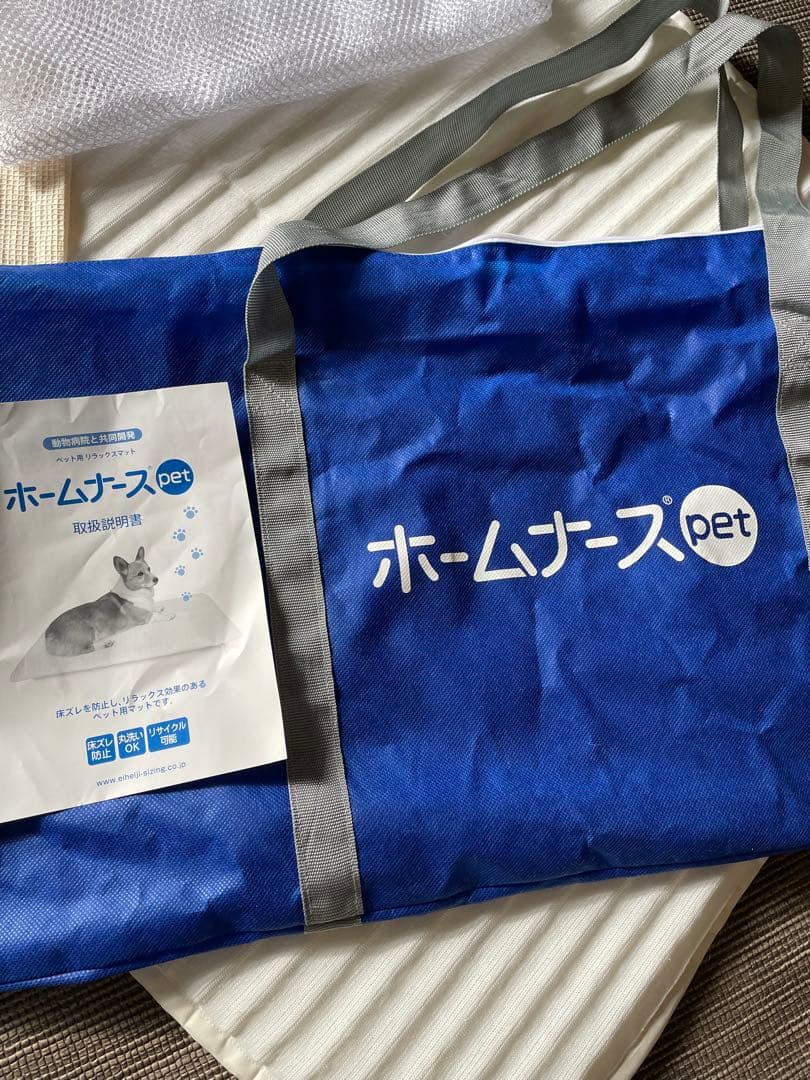 動物病院と共同開発
ペット用 リラックスマット
ホームナース® pet
取扱説明書
床ズレを防止し、リラックス効果のある
ペット用マットです。
床ズレ
防止
丸洗い
OK
リサイクル
可能
www.eiheiji-sizing.co.jp
ホームナース® pet